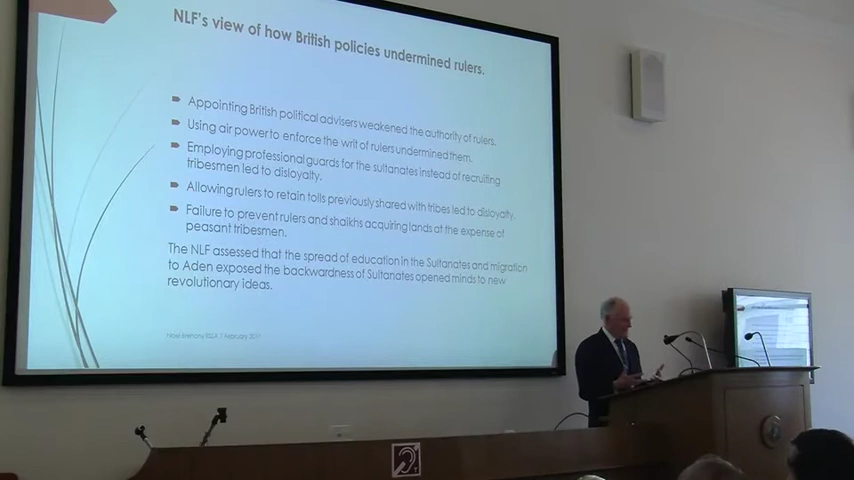 NLF's view of how British policies undermined rulers.
Appointing British political advisers weakened the authority of rulers.
Using air power to enforce the writ of rulers undermined them.
Employing professional guards for the sultanates instead of recruiting
tribesmen led to disloyalty.
Allowing rulers to retain tolls previously shared with tribes led to disloyalty.
Failure to prevent rulers and shaikhs acquiring lands at the expense of
peasant tribesmen.
The NLF assessed that the spread of education in the Sultanates and migration
to Aden exposed the backwardness of Sultanates opened minds to new
revolutionary ideas.
Noel Brehony February
T